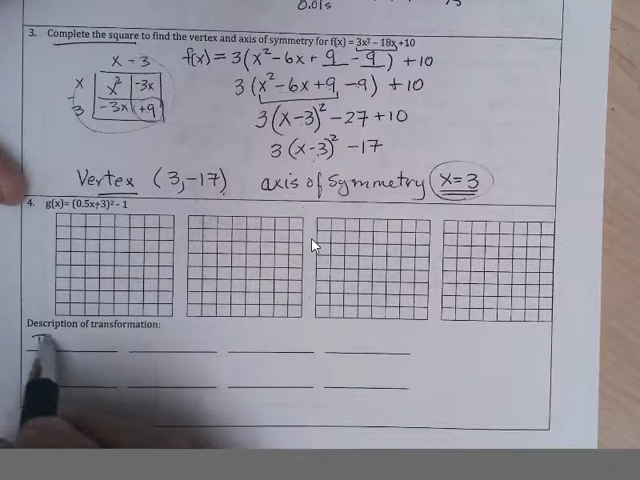 0.01s
3. Complete the square to find the vertex and axis of symmetry for f(x) = 3x² – 18x +10
x - 3
f(x) = 3(x² - 6x + 9 - 9) + 10
x x² -3x
3(x² - 6x + 9 - 9) + 10
- 3 -3x +9
3(x-3)² - 27 + 10
3(x-3)² - 17
Vertex (3, -17) axis of Symmetry x = 3
4. g(x)= (0.5x+3)² - 1
Description of transformation: